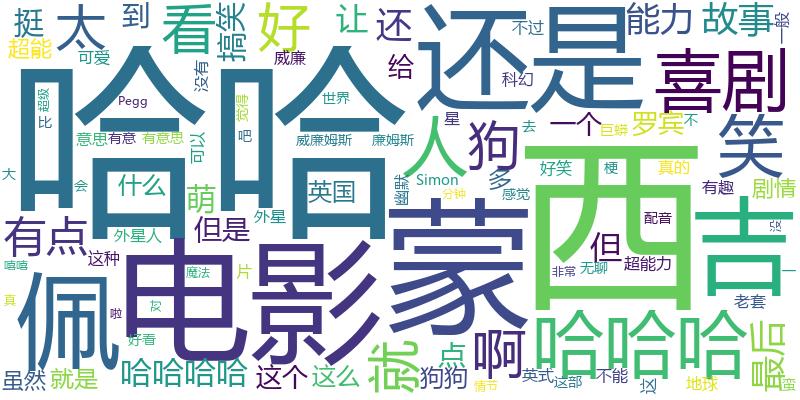 挺
太
到
看
搞笑
好
让
还
还是
不过
能力
故事
一般
超能
可爱
没有
威廉
给
科幻
喜剧
哈哈
超级
比
Pegg
觉得
吧
世界
意思
有意
有意思
可以
威廉姆斯
廉姆斯
人
狗
星
去
一个
巨蟒
罗宾
不
笑
大
会
什么
萌
英国
幽默
Simon
多
好笑
梗
真的
分钟
感觉
有趣
剧情
有点
外星
外星人
但是
这种
嘻嘻
电影
蒙
西
吉
但
配音
没
非常
无聊
超能力
佩
魔法
片
真
啦
这
好看
老套
一
哈哈哈
哈哈哈哈
虽然
就是
这个
这么
就
点
狗狗
啊
情节
英式
这部
不能
这
地球
最后
蛮